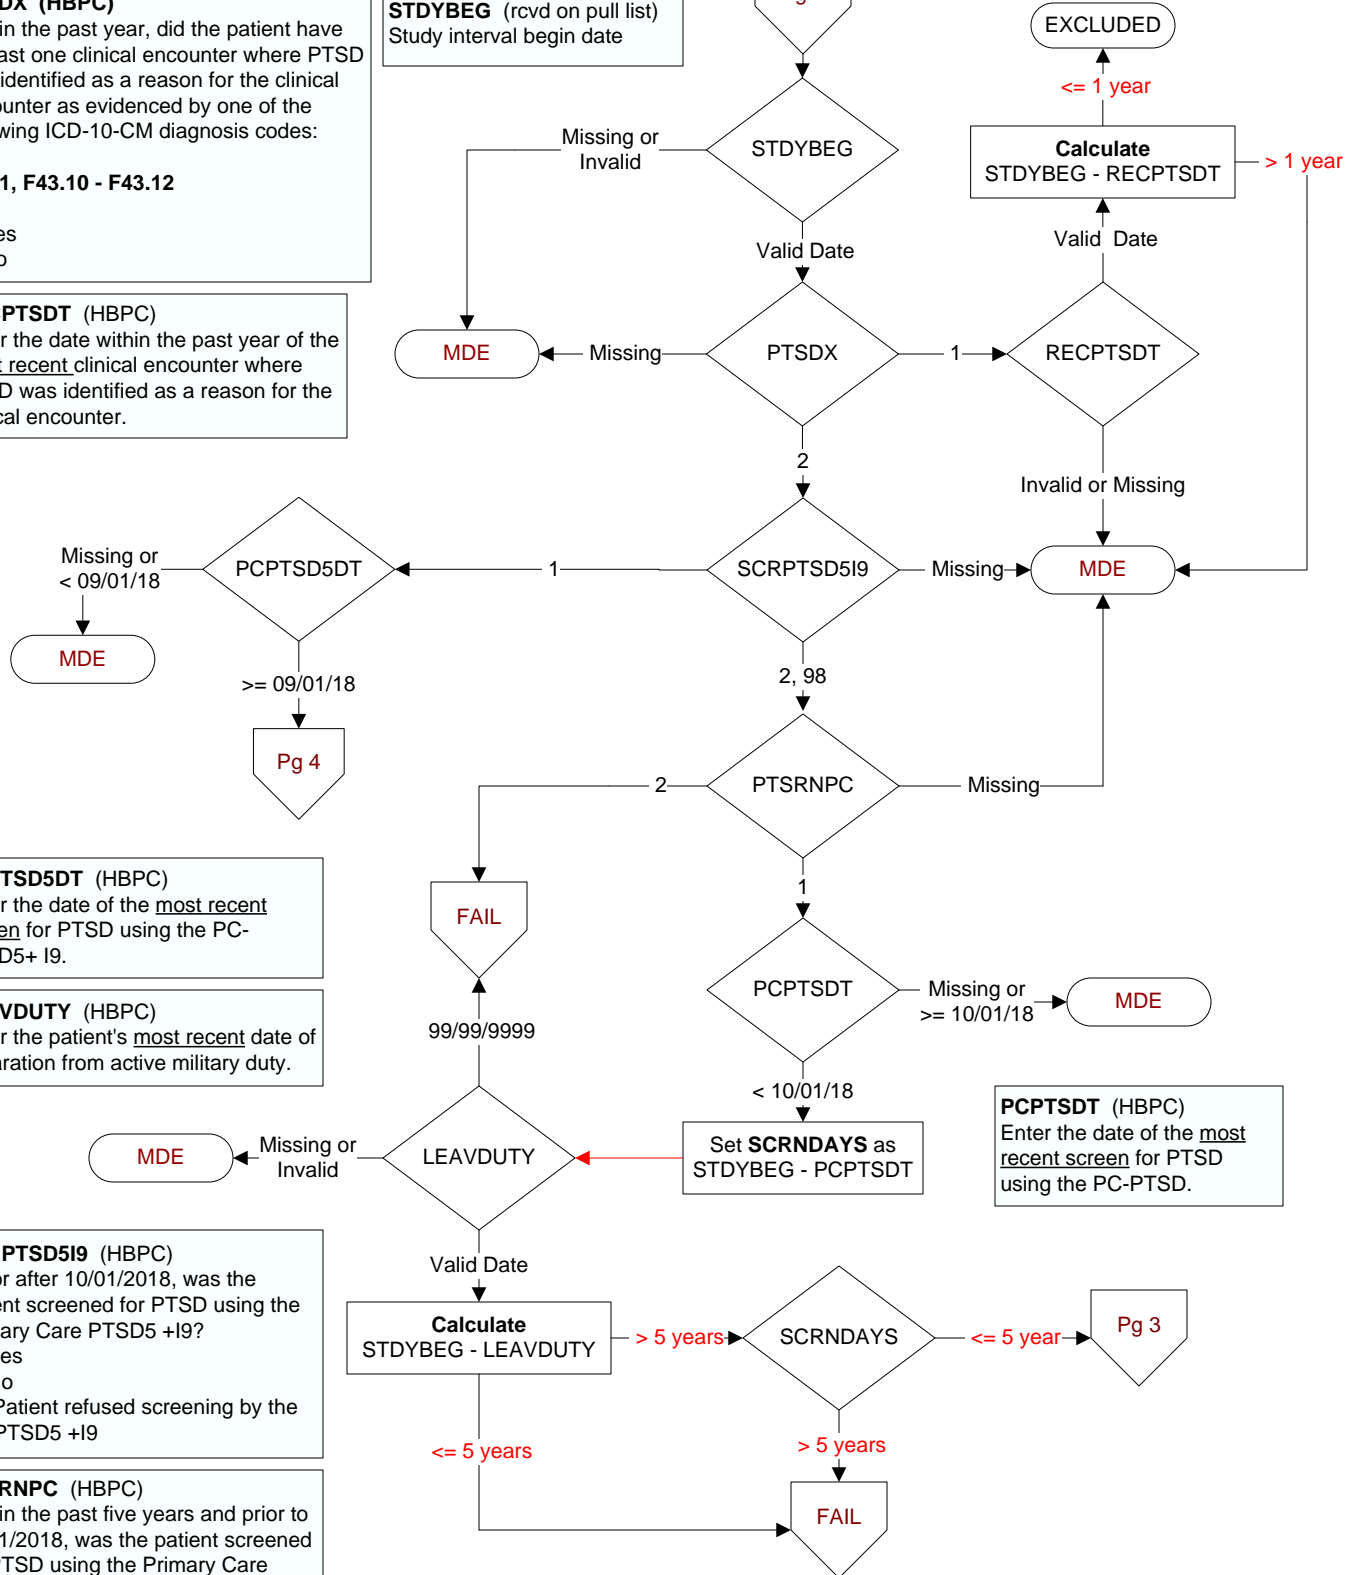 (HBPC)
in the past year, did the patient have
least one clinical encounter where PTSD
identified as a reason for the clinical
encounter as evidenced by one of the
following ICD-10-CM diagnosis codes:
1, F43.10 - F43.12
STDYBEG (rcvd on pull list)
Study interval begin date
EXCLUDED
<= 1 year
Calculate
STDYBEG - RECPTSDT
> 1 year
Valid Date
RECPTSDT
Invalid or Missing
MDE
STDYBEG
Missing or
Invalid
Valid Date
MDE
Missing
PTSDX
1
2
PTSDT (HBPC)
the date within the past year of the
recent clinical encounter where
was identified as a reason for the
encounter.
PCPTSD5DT
Missing or
< 09/01/18
MDE
>= 09/01/18
Pg 4
1
SCRPTSD5I9
Missing
2, 98
PTSRNPC
2
Missing
1
FAIL
PCPTSDT
Missing or
>= 10/01/18
MDE
< 10/01/18
Set SCRNDAYS as
STDYBEG - PCPTSDT
TSD5DT (HBPC)
the date of the most recent
for PTSD using the PC-
D5+ I9.
VDUTY (HBPC)
the patient's most recent date of
from active military duty.
99/99/9999
LEAVDUTY
Missing or
Invalid
MDE
Valid Date
PCPTSDT (HBPC)
Enter the date of the most
recent screen for PTSD
using the PC-PTSD.
PTSD5I9 (HBPC)
or after 10/01/2018, was the
screened for PTSD using the
Care PTSD5 +I9?
Patient refused screening by the
PTSD5 +I9
Calculate
STDYBEG - LEAVDUTY
> 5 years
SCRNDAYS
<= 5 year
Pg 3
<= 5 years
> 5 years
FAIL
RNPC (HBPC)
in the past five years and prior to
1/2018, was the patient screened
PTSD using the Primary Care